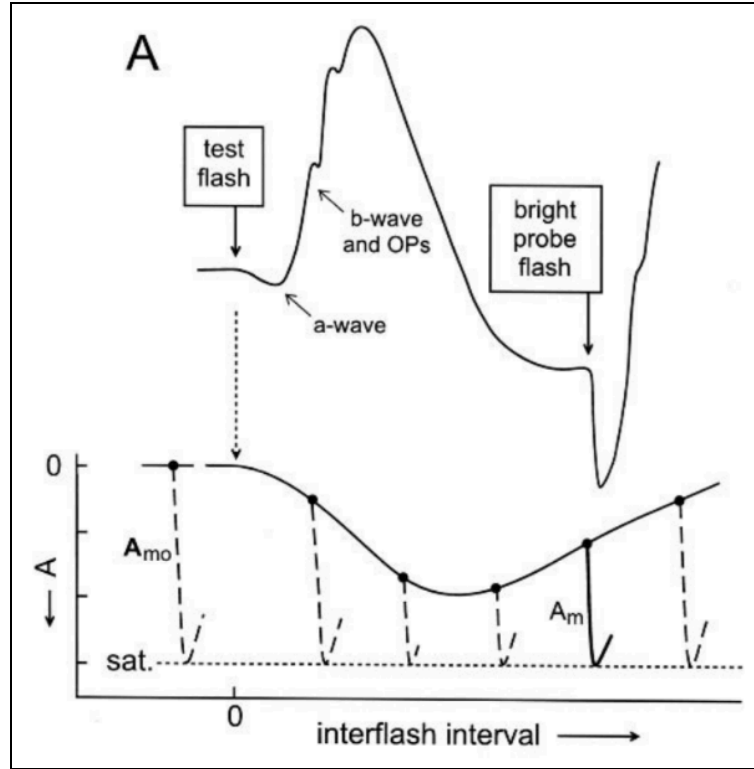 A
test
flash
b-wave
and OPs
bright
probe
flash
a-wave
0
A
Amo
Am
sat.
0
interflash interval